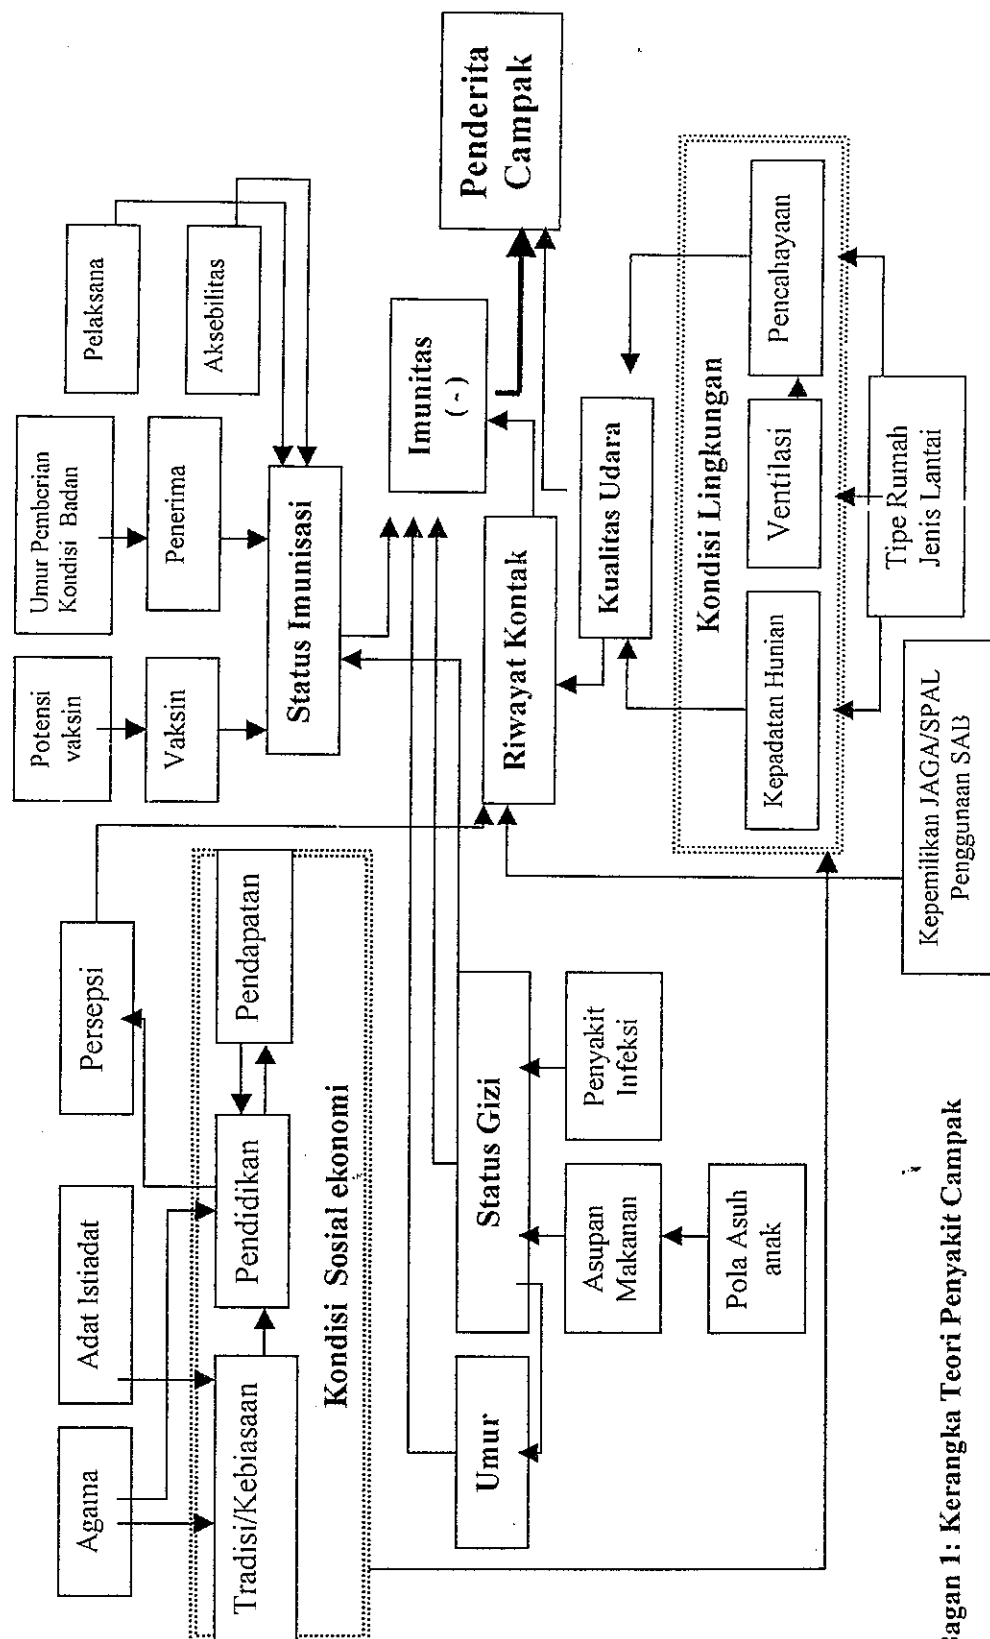 Agama
Adat Istiadat
Persepsi
Tradisi/Kebiasaan
Pendidikan
Pendapatan
Kondisi Sosial ekonomi
Potensi
vaksin
Umur Pemberian
Kondisi Badan
Pelaksana
Vaksin
Penerima
Aksebilitas
Status Imunisasi
Umur
Status Gizi
Imunitas
(-)
Penderita
Campak
Riwayat Kontak
Asupan
Makanan
Penyakit
Infeksi
Kualitas Udara
Pola Asuh
anak
Kondisi Lingkungan
Kepadatan Hunian
Ventilasi
Pencahayaan
Tipe Rumah
Jenis Lantai
Kepemilikan JAGA/SPAL
Penggunaan SAB
agan 1: Kerangka Teori Penyakit Campak